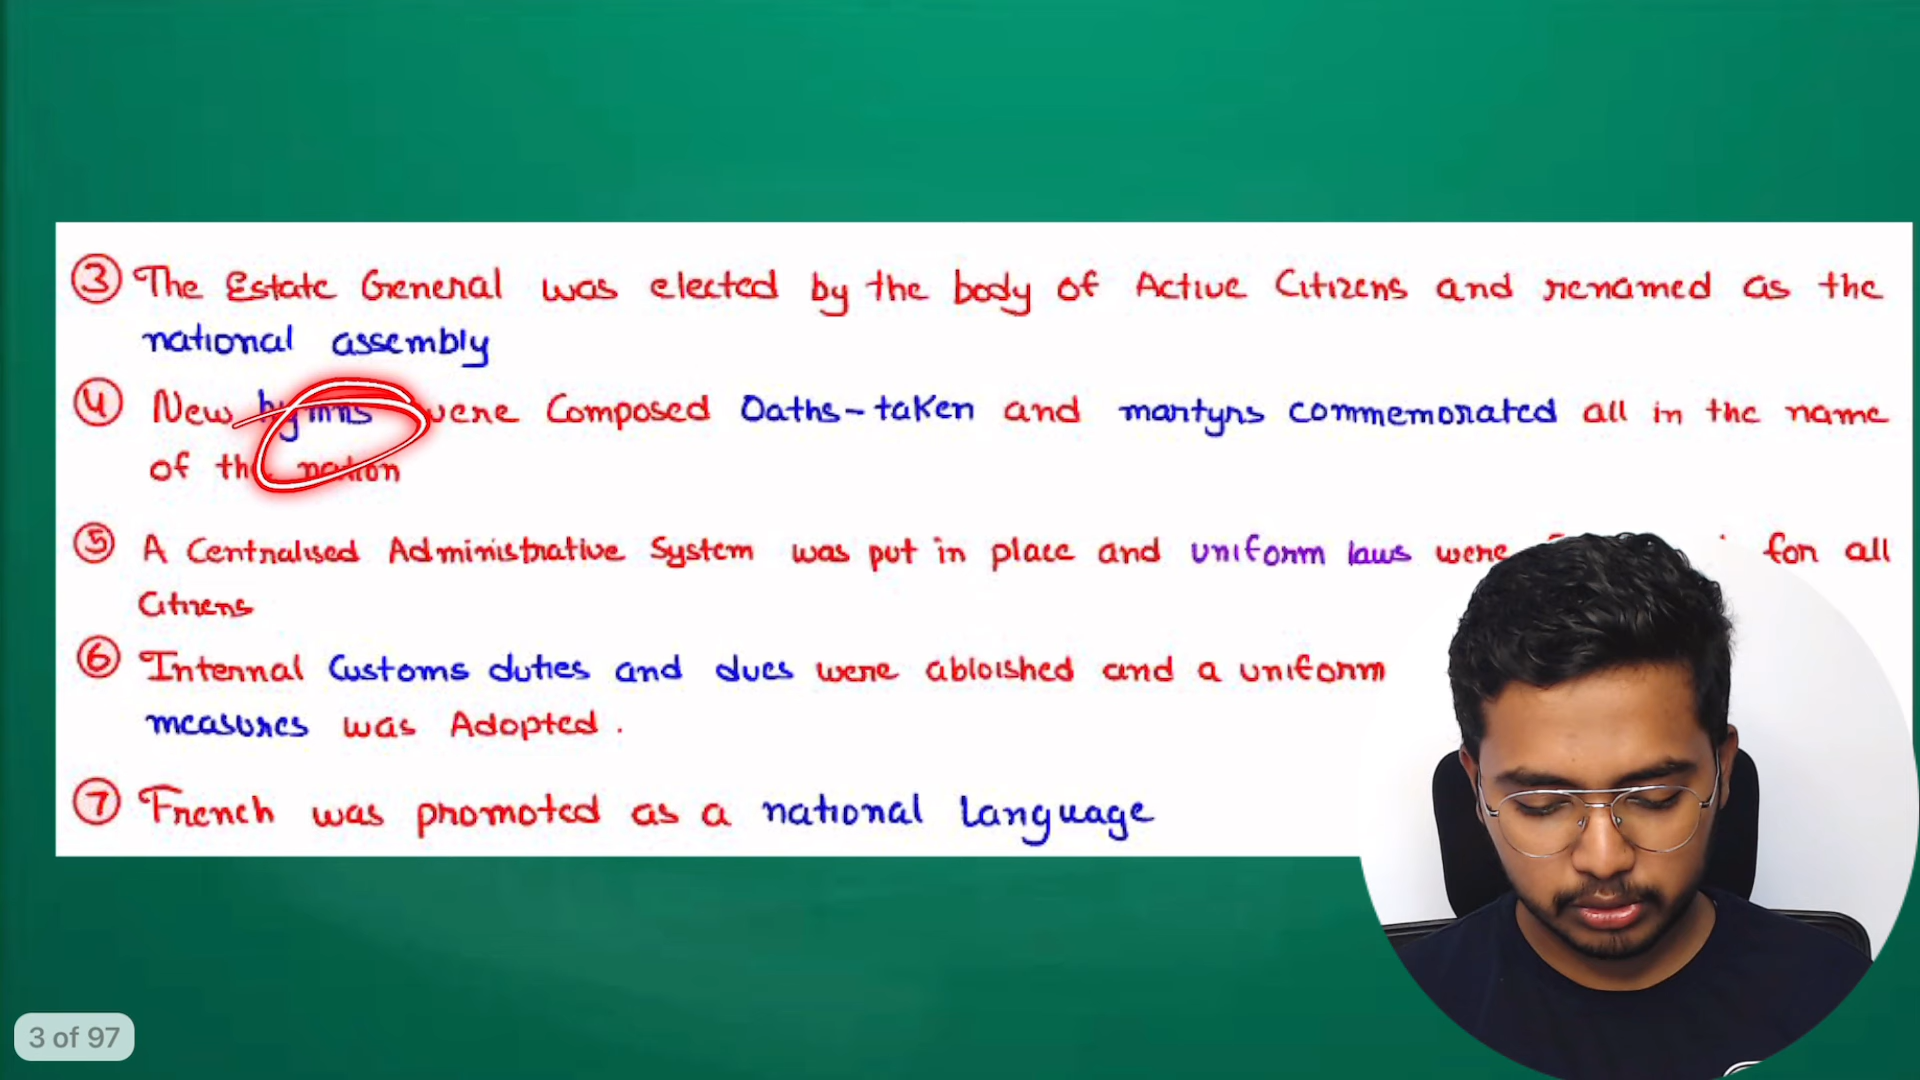 ③ The Estate General was elected by the body of Active Citizens and renamed as the
national assembly
④ New hymns were Composed Oaths-taken and martyrs commemorated all in the name
of the nation
⑤ A Centralised Administrative System was put in place and uniform laws were for all
Citizens
⑥ Internal Customs duties and dues were abloished and a uniform
measures was Adopted .
⑦ French was promoted as a national language
3 of 97